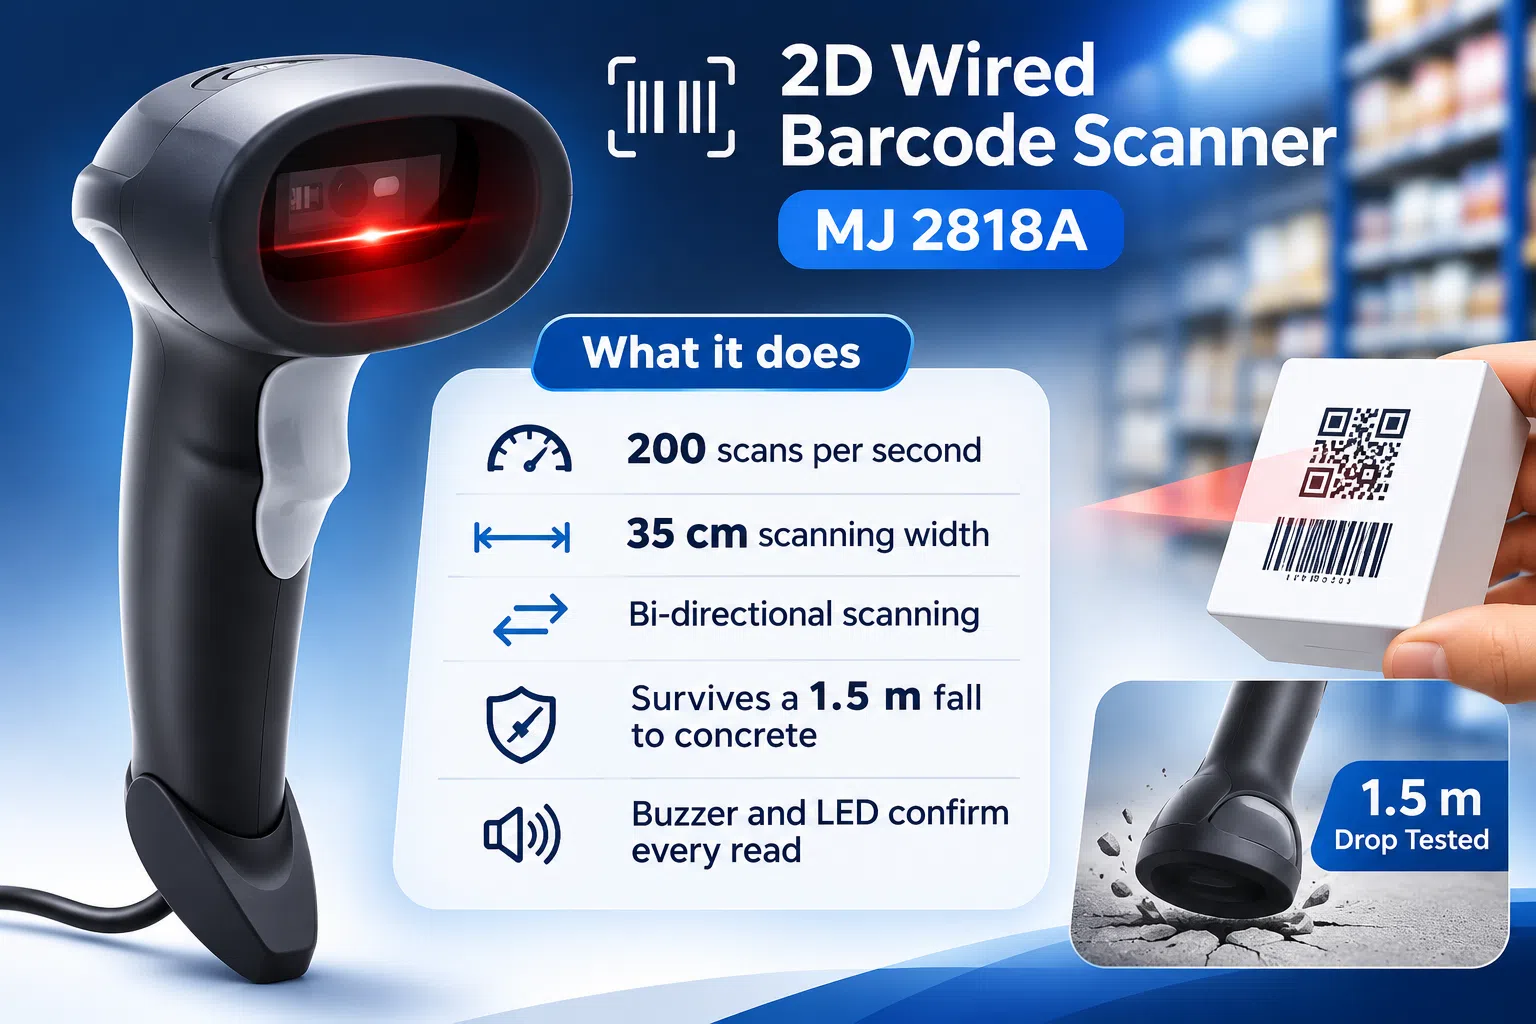 2D Wired
Barcode Scanner
MJ 2818A
What it does
200 scans per second
35 cm scanning width
Bi-directional scanning
Survives a 1.5 m fall
to concrete
Buzzer and LED confirm
every read
1.5 m
Drop Tested